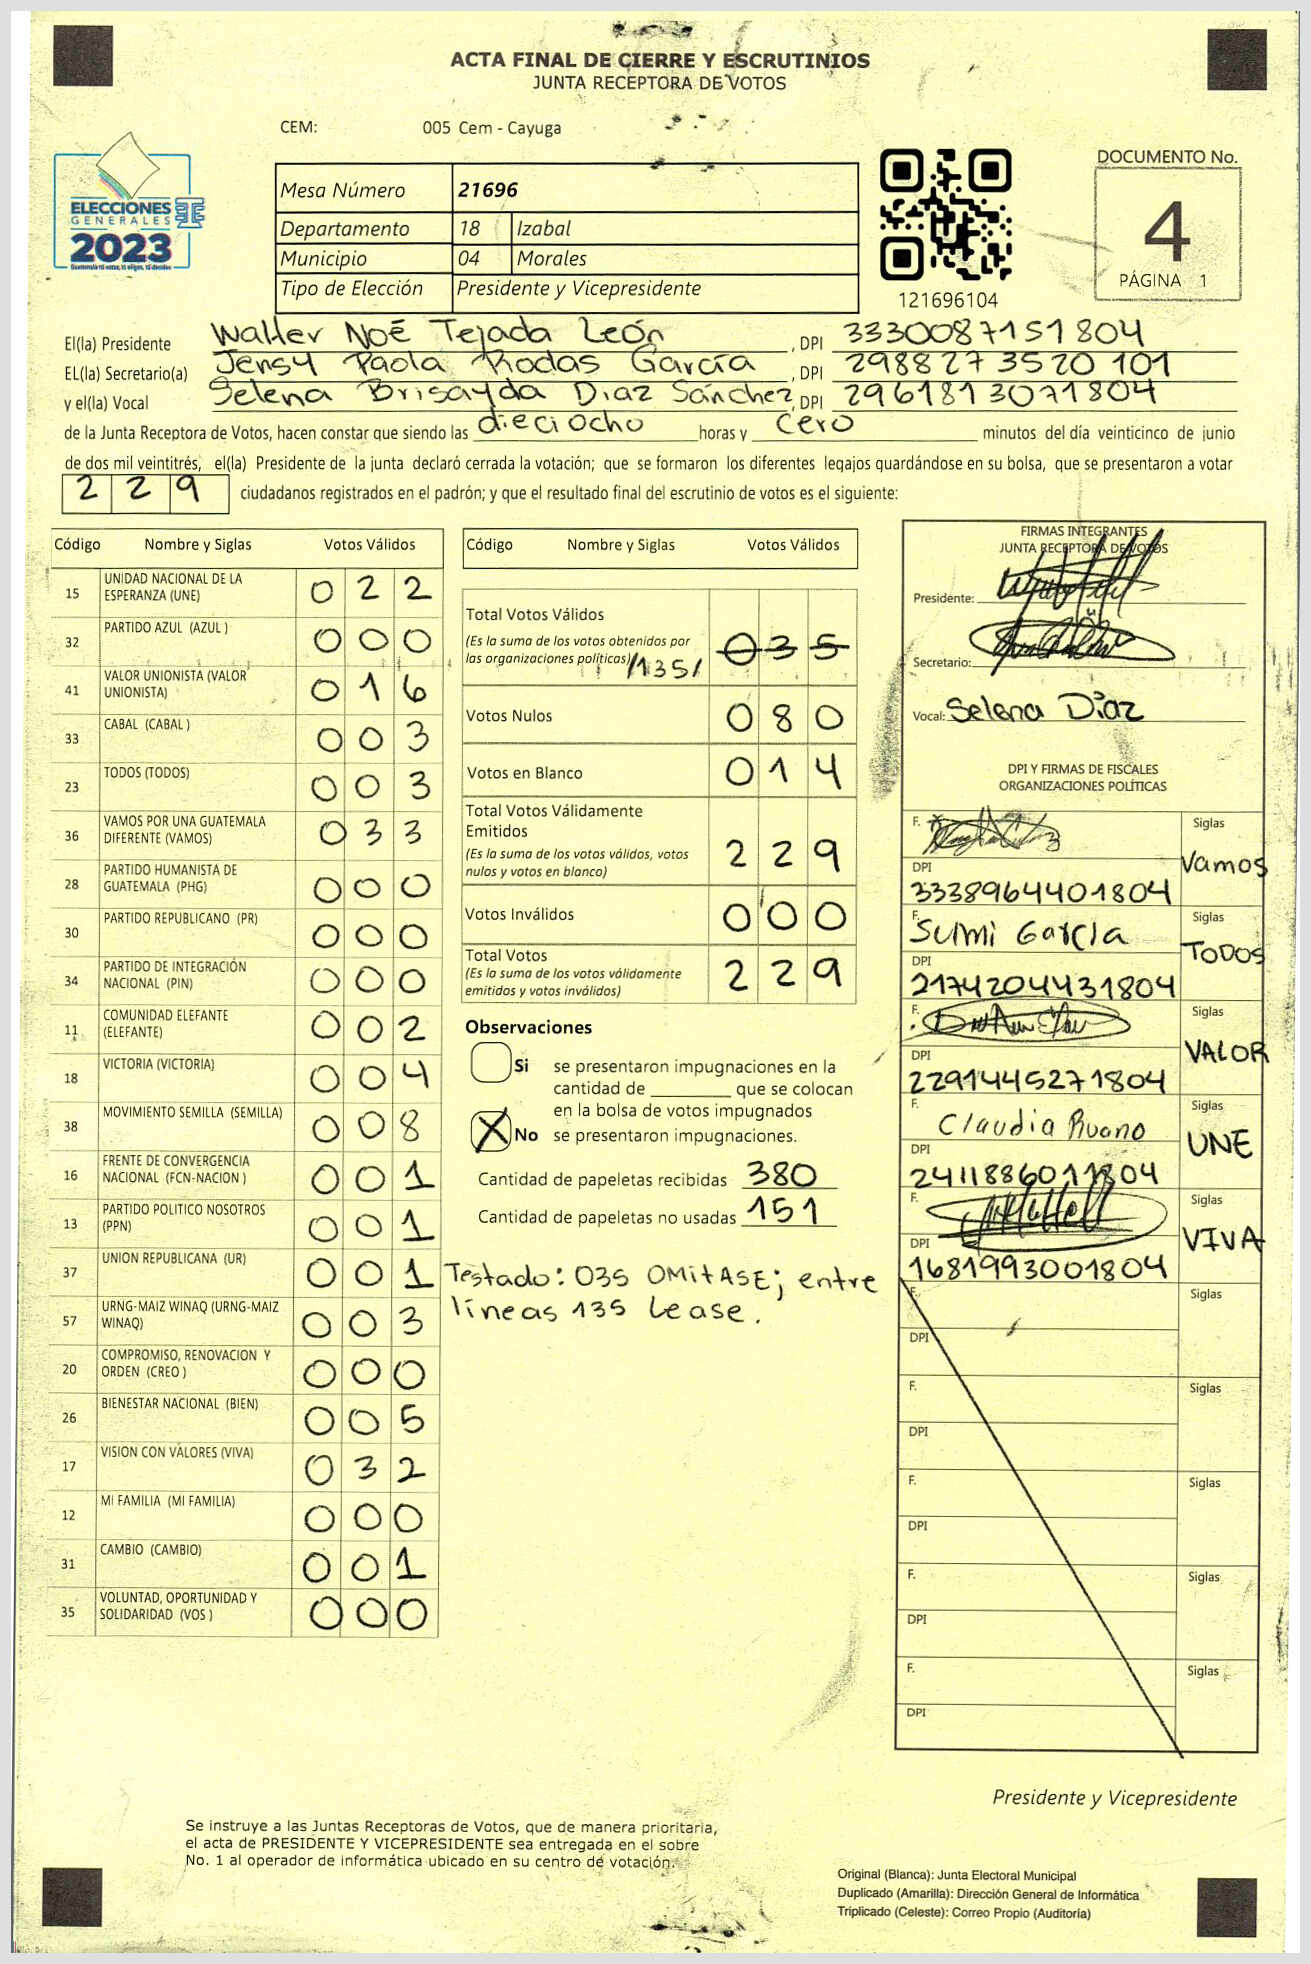 ACTA FINAL DE CIERRE Y ESCRUTINIOS
JUNTA RECEPTORA DE VOTOS
CEM: 005 Cem - Cayuga
ELECCIONES
GENERALES
2023
Mesa Número 21696
Departamento 18 Izabal
Municipio 04 Morales
Tipo de Elección Presidente y Vicepresidente
121696104
DOCUMENTO No.
4
PÁGINA 1
El(la) Presidente Walter Noé Tejada León, DPI 3330087151804
EL(la) Secretario(a) Jensy Paola Rodas García, DPI 2988273520101
y el(la) Vocal Selena Brisayda Diaz Sánchez, DPI 2961813071804
de la Junta Receptora de Votos, hacen constar que siendo las dieciocho horas y cero minutos del día veinticinco de junio
de dos mil veintitrés, el(la) Presidente de la junta declaró cerrada la votación; que se formaron los diferentes legajos guardándose en su bolsa, que se presentaron a votar
2 2 9 ciudadanos registrados en el padrón; y que el resultado final del escrutinio de votos es el siguiente:
Código Nombre y Siglas Votos Válidos
15 UNIDAD NACIONAL DE LA ESPERANZA (UNE) 0 2 2
32 PARTIDO AZUL (AZUL ) 0 0 0
41 VALOR UNIONISTA (VALOR UNIONISTA) 0 1 6
33 CABAL (CABAL ) 0 0 3
23 TODOS (TODOS) 0 0 3
36 VAMOS POR UNA GUATEMALA DIFERENTE (VAMOS) 0 3 3
28 PARTIDO HUMANISTA DE GUATEMALA (PHG) 0 0 0
30 PARTIDO REPUBLICANO (PR) 0 0 0
34 PARTIDO DE INTEGRACIÓN NACIONAL (PIN) 0 0 0
11 COMUNIDAD ELEFANTE (ELEFANTE) 0 0 2
18 VICTORIA (VICTORIA) 0 0 4
38 MOVIMIENTO SEMILLA (SEMILLA) 0 0 8
16 FRENTE DE CONVERGENCIA NACIONAL (FCN-NACION ) 0 0 1
13 PARTIDO POLITICO NOSOTROS (PPN) 0 0 1
37 UNION REPUBLICANA (UR) 0 0 1
57 URNG-MAIZ WINAQ (URNG-MAIZ WINAQ) 0 0 3
20 COMPROMISO, RENOVACION Y ORDEN (CREO ) 0 0 0
26 BIENESTAR NACIONAL (BIEN) 0 0 5
17 VISION CON VALORES (VIVA) 0 3 2
12 MI FAMILIA (MI FAMILIA) 0 0 0
31 CAMBIO (CAMBIO) 0 0 1
35 VOLUNTAD, OPORTUNIDAD Y SOLIDARIDAD (VOS ) 0 0 0
Código Nombre y Siglas Votos Válidos
Total Votos Válidos
(Es la suma de los votos obtenidos por
las organizaciones políticas) /135/ 0 3 5
Votos Nulos 0 8 0
Votos en Blanco 0 1 4
Total Votos Válidamente
Emitidos
(Es la suma de los votos válidos, votos
nulos y votos en blanco) 2 2 9
Votos Inválidos 0 0 0
Total Votos
(Es la suma de los votos válidamente
emitidos y votos inválidos) 2 2 9
Observaciones
Si se presentaron impugnaciones en la
cantidad de ________ que se colocan
en la bolsa de votos impugnados
X No se presentaron impugnaciones.
Cantidad de papeletas recibidas 380
Cantidad de papeletas no usadas 151
Testado: 035 OMITASE; entre
líneas 135 Lease.
FIRMAS INTEGRANTES
JUNTA RECEPTORA DE VOTOS
Presidente:
Secretario:
Vocal: Selena Díaz
DPI Y FIRMAS DE FISCALES
ORGANIZACIONES POLÍTICAS
F. Siglas
Vamos
DPI
3338964401804
F. Siglas
Sumi García
TODOS
DPI
2174204431804
F. Siglas
VALOR
DPI
2291445271804
F. Siglas
Claudia Ruano
UNE
DPI
2411886011804
F. Siglas
VIVA
DPI
1681993001804
F. Siglas
DPI
F. Siglas
DPI
F. Siglas
DPI
F. Siglas
DPI
F. Siglas
DPI
Presidente y Vicepresidente
Se instruye a las Juntas Receptoras de Votos, que de manera prioritaria,
el acta de PRESIDENTE Y VICEPRESIDENTE sea entregada en el sobre
No. 1 al operador de informática ubicado en su centro de votación.
Original (Blanca): Junta Electoral Municipal
Duplicado (Amarilla): Dirección General de Informática
Triplicado (Celeste): Correo Propio (Auditoría)